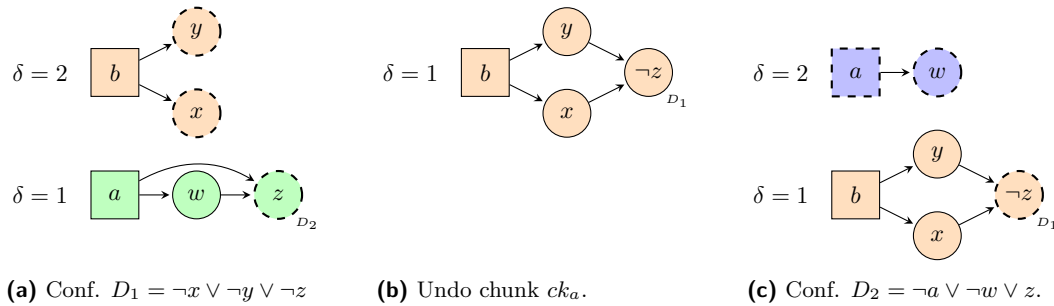 y
δ = 2
b
x
δ = 1
a
w
z
D₂
(a) Conf. D₁ = ¬x ∨ ¬y ∨ ¬z
y
δ = 1
b
¬z
D₁
x
(b) Undo chunk ckₐ.
δ = 2
a
w
y
δ = 1
b
¬z
D₁
x
(c) Conf. D₂ = ¬a ∨ ¬w ∨ z.